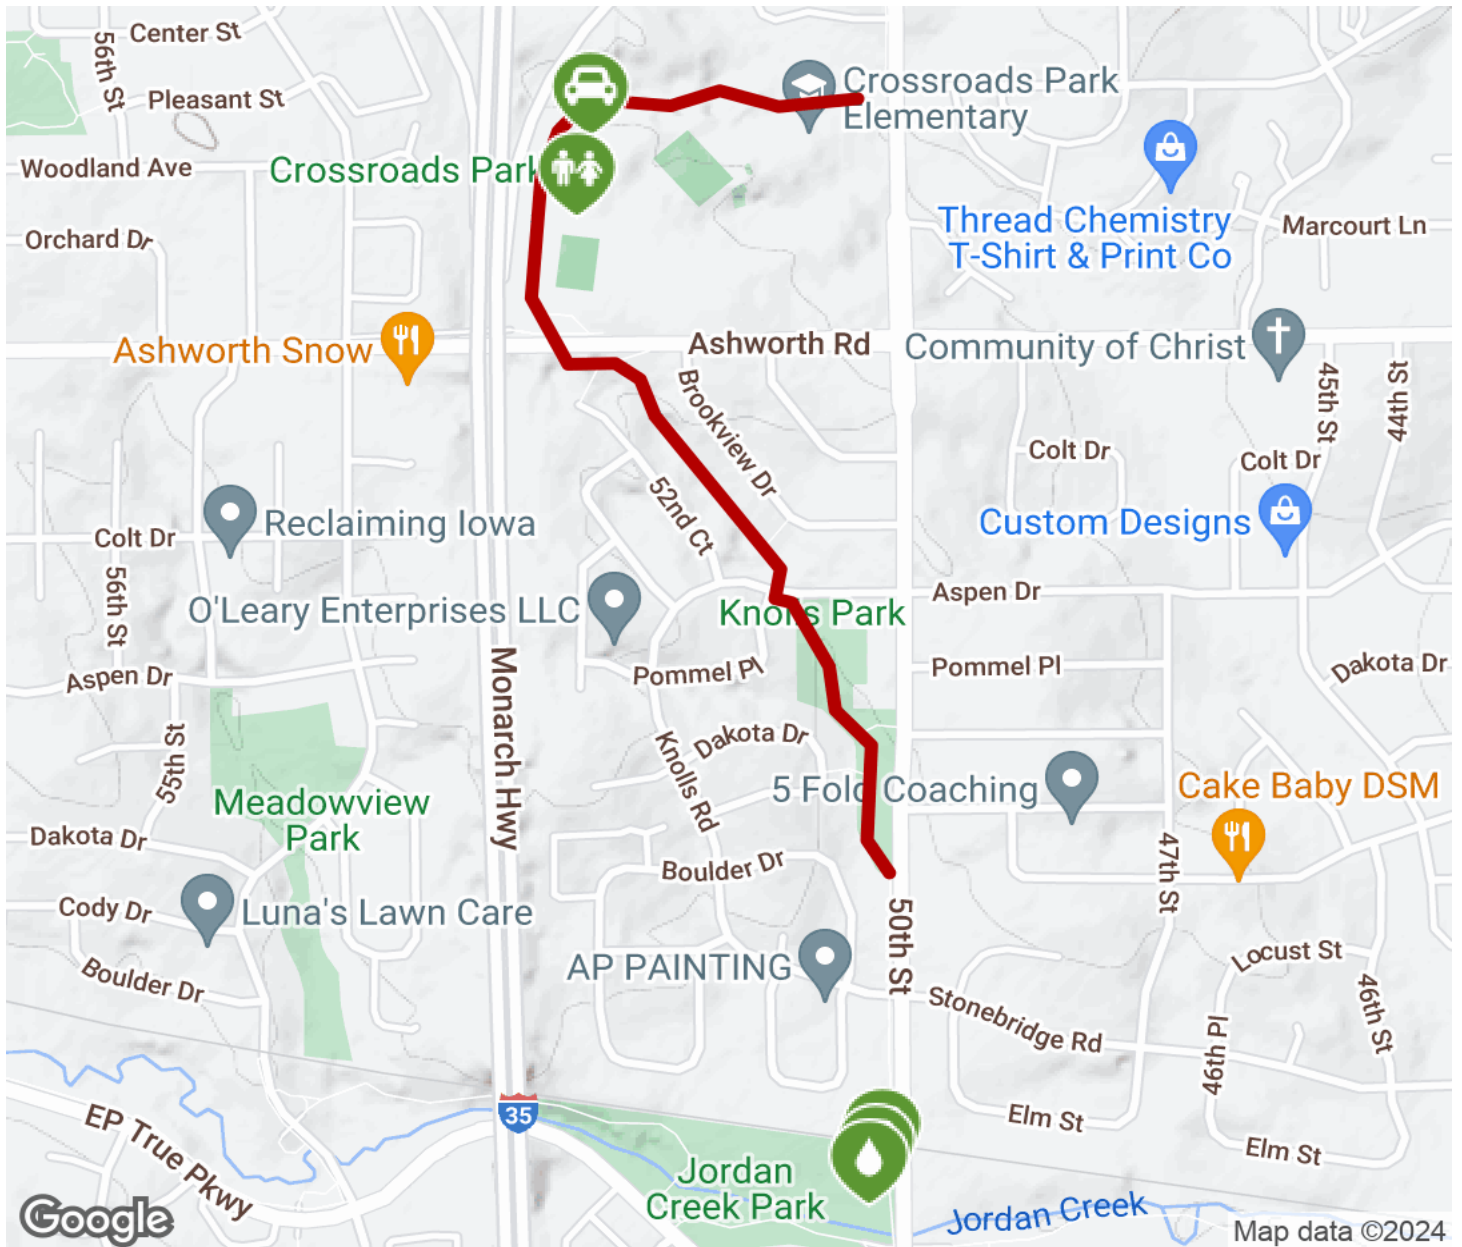 Center St
56th St
Pleasant St
Crossroads Park
Elementary
Woodland Ave
Crossroads Park
Thread Chemistry
T-Shirt & Print Co
Marcourt Ln
Orchard Dr
Ashworth Rd
Ashworth Snow
Community of Christ
Brookview Dr
45th St
44th St
Colt Dr
Colt Dr
52nd Ct
Reclaiming Iowa
Custom Designs
Colt Dr
56th St
O'Leary Enterprises LLC
Knolls Park
Aspen Dr
Monarch Hwy
Pommel Pl
Pommel Pl
Dakota Dr
Aspen Dr
55th St
Knolls Rd
Dakota Dr
5 Fold Coaching
Cake Baby DSM
Meadowview
Park
Dakota Dr
47th St
Boulder Dr
Cody Dr
Luna's Lawn Care
50th St
AP PAINTING
Locust St
Boulder Dr
Stonebridge Rd
46th Pl
46th St
35
EP True Pkwy
Elm St
Elm St
Jordan
Creek Park
Jordan Creek
Google
Map data ©2024